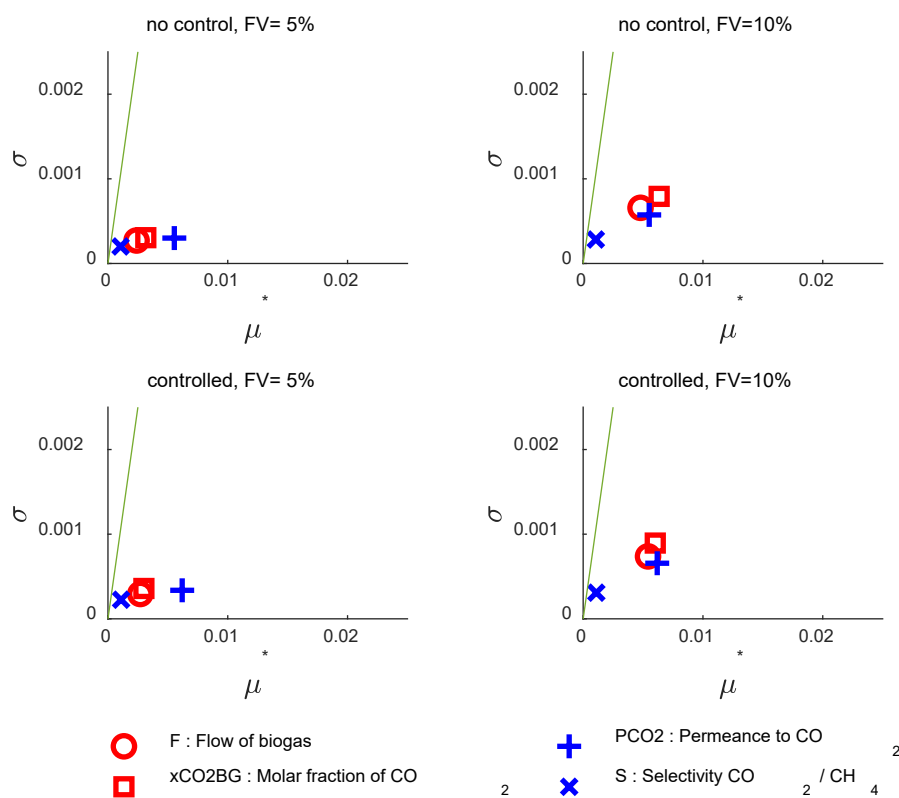 no control, FV= 5%
0.002
0.001
0
σ
0
0.01
0.02
μ*
no control, FV=10%
0.002
0.001
0
σ
0
0.01
0.02
μ*
controlled, FV= 5%
0.002
0.001
0
σ
0
0.01
0.02
μ*
controlled, FV=10%
0.002
0.001
0
σ
0
0.01
0.02
μ*
F : Flow of biogas
xCO2BG : Molar fraction of CO 2
PCO2 : Permeance to CO 2
S : Selectivity CO 2 / CH 4